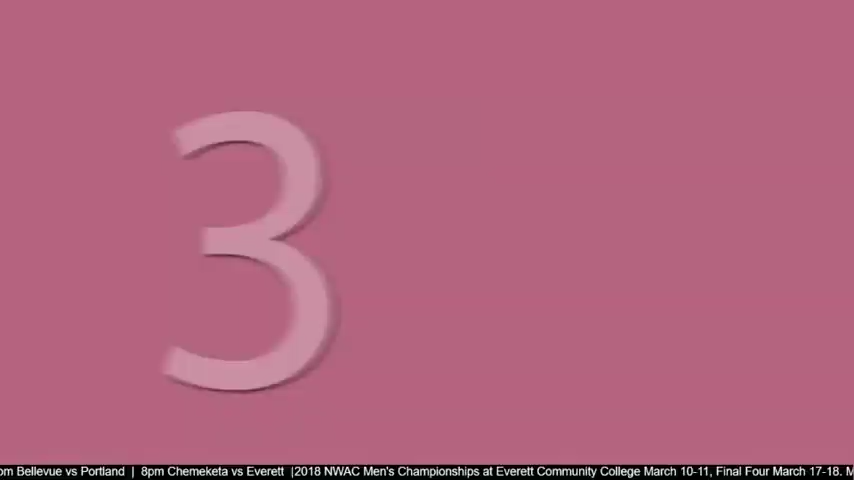 3
om Bellevue vs Portland | 8pm Chemeketa vs Everett |2018 NWAC Men's Championships at Everett Community College March 10-11, Final Four March 17-18. M